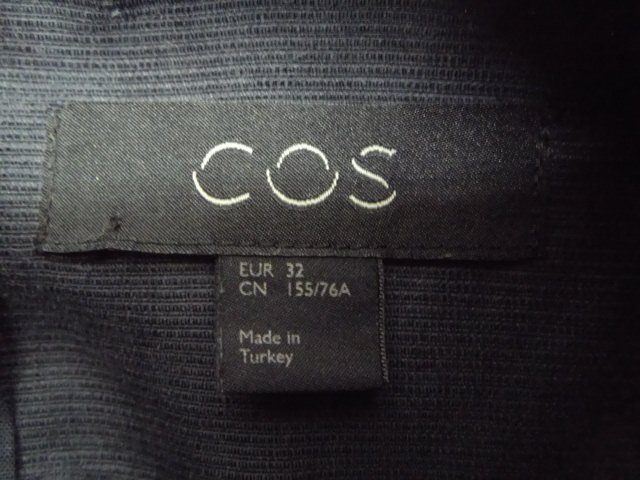 COS
EUR 32
CN 155/76A
Made in
Turkey